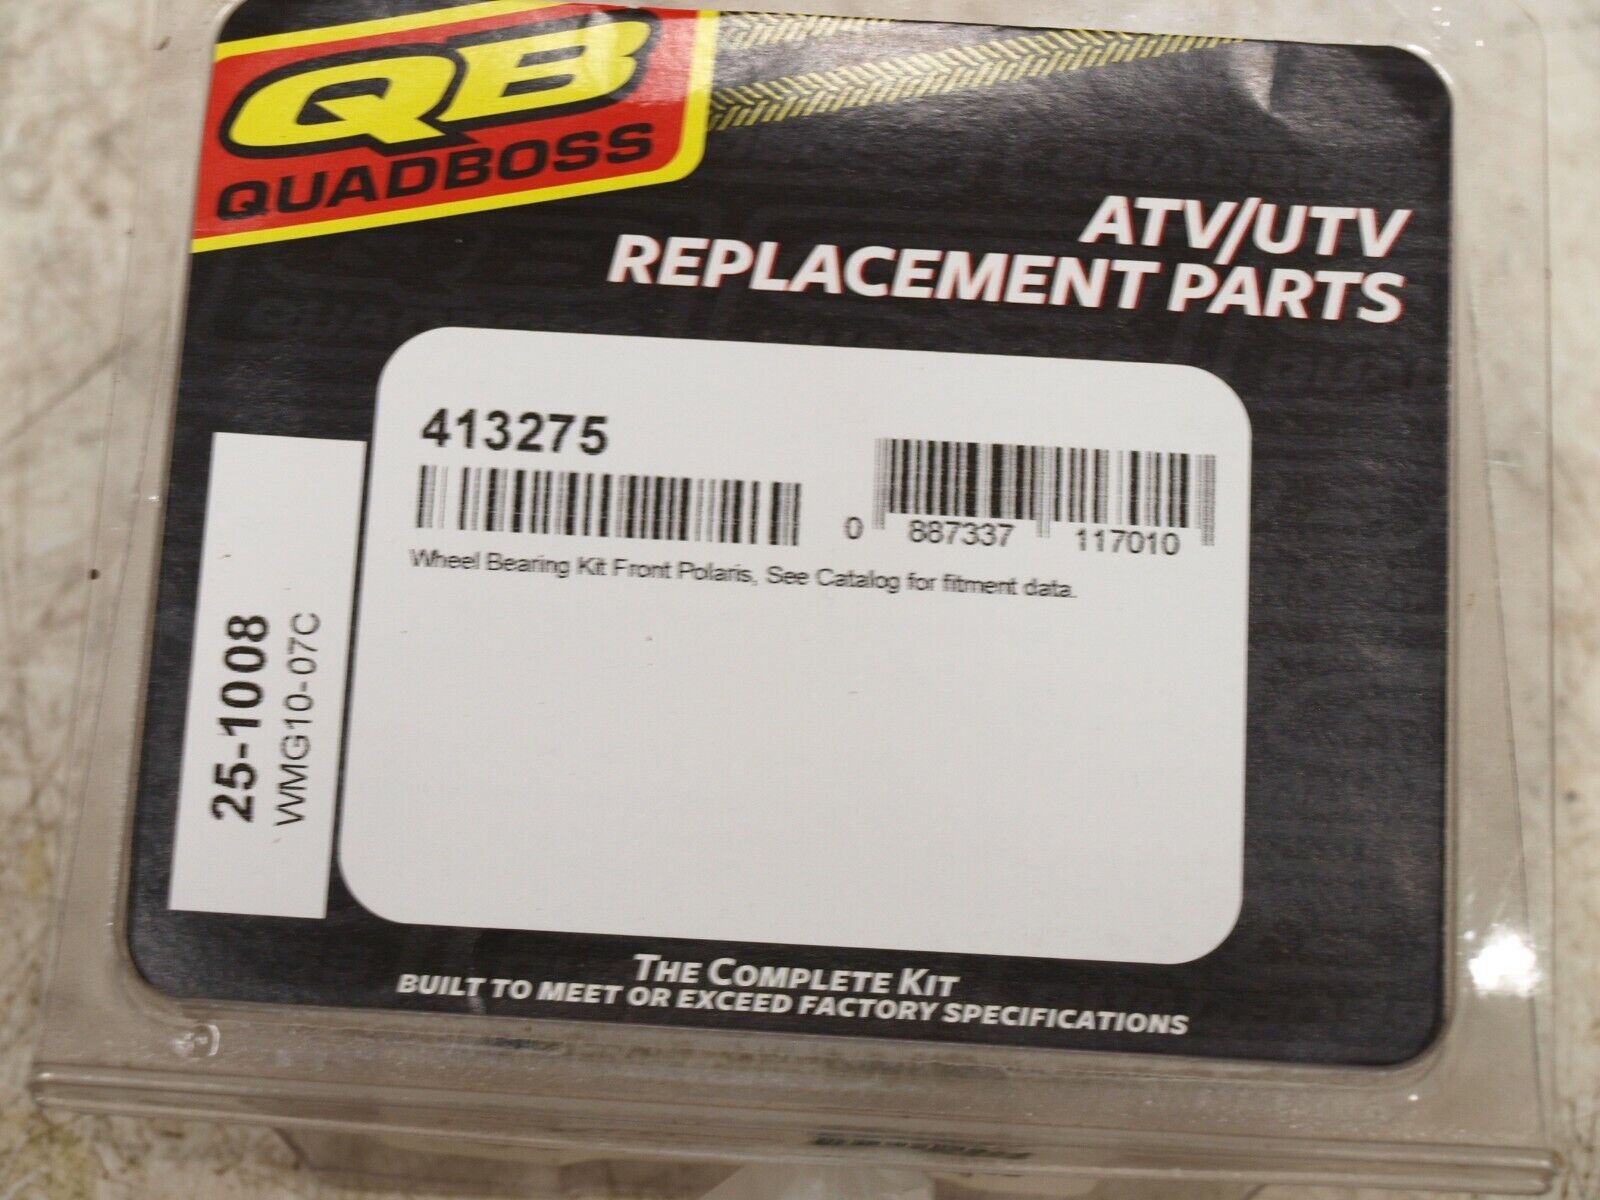 QB
QUADBOSS
ATV/UTV
REPLACEMENT PARTS
413275
0 887337 117010
Wheel Bearing Kit Front Polaris, See Catalog for fitment data.
25-1008
WMG10-07C
THE COMPLETE KIT
BUILT TO MEET OR EXCEED FACTORY SPECIFICATIONS